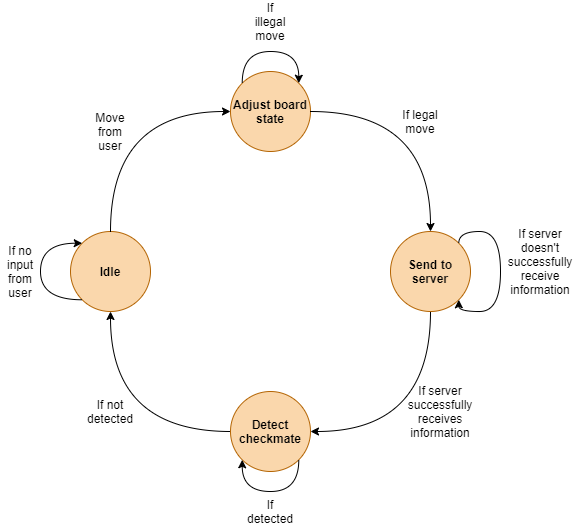 If
illegal
move
Adjust board
state
Move
from
user
If legal
move
If no
input
from
user
Idle
Send to
server
If server
doesn't
successfully
receive
information
If not
detected
Detect
checkmate
If server
successfully
receives
information
If
detected